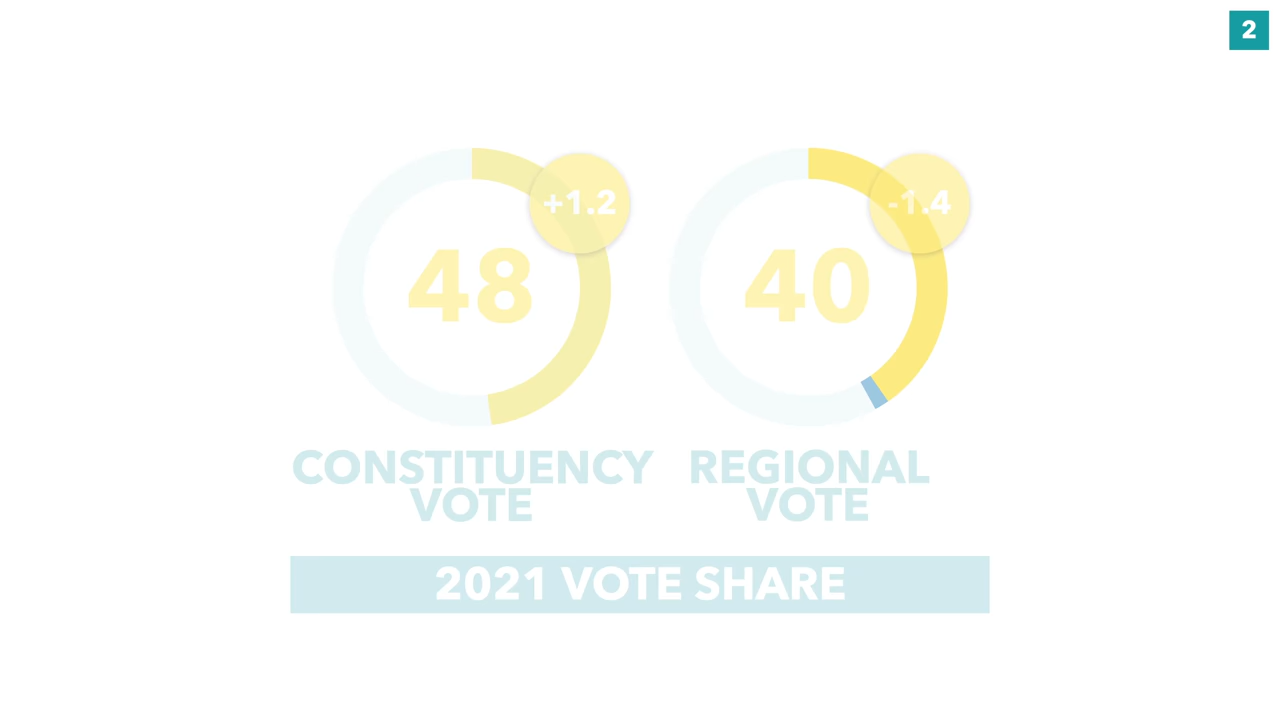 2
+1.2
-1.4
48
40
CONSTITUENCY
VOTE
REGIONAL
VOTE
2021 VOTE SHARE